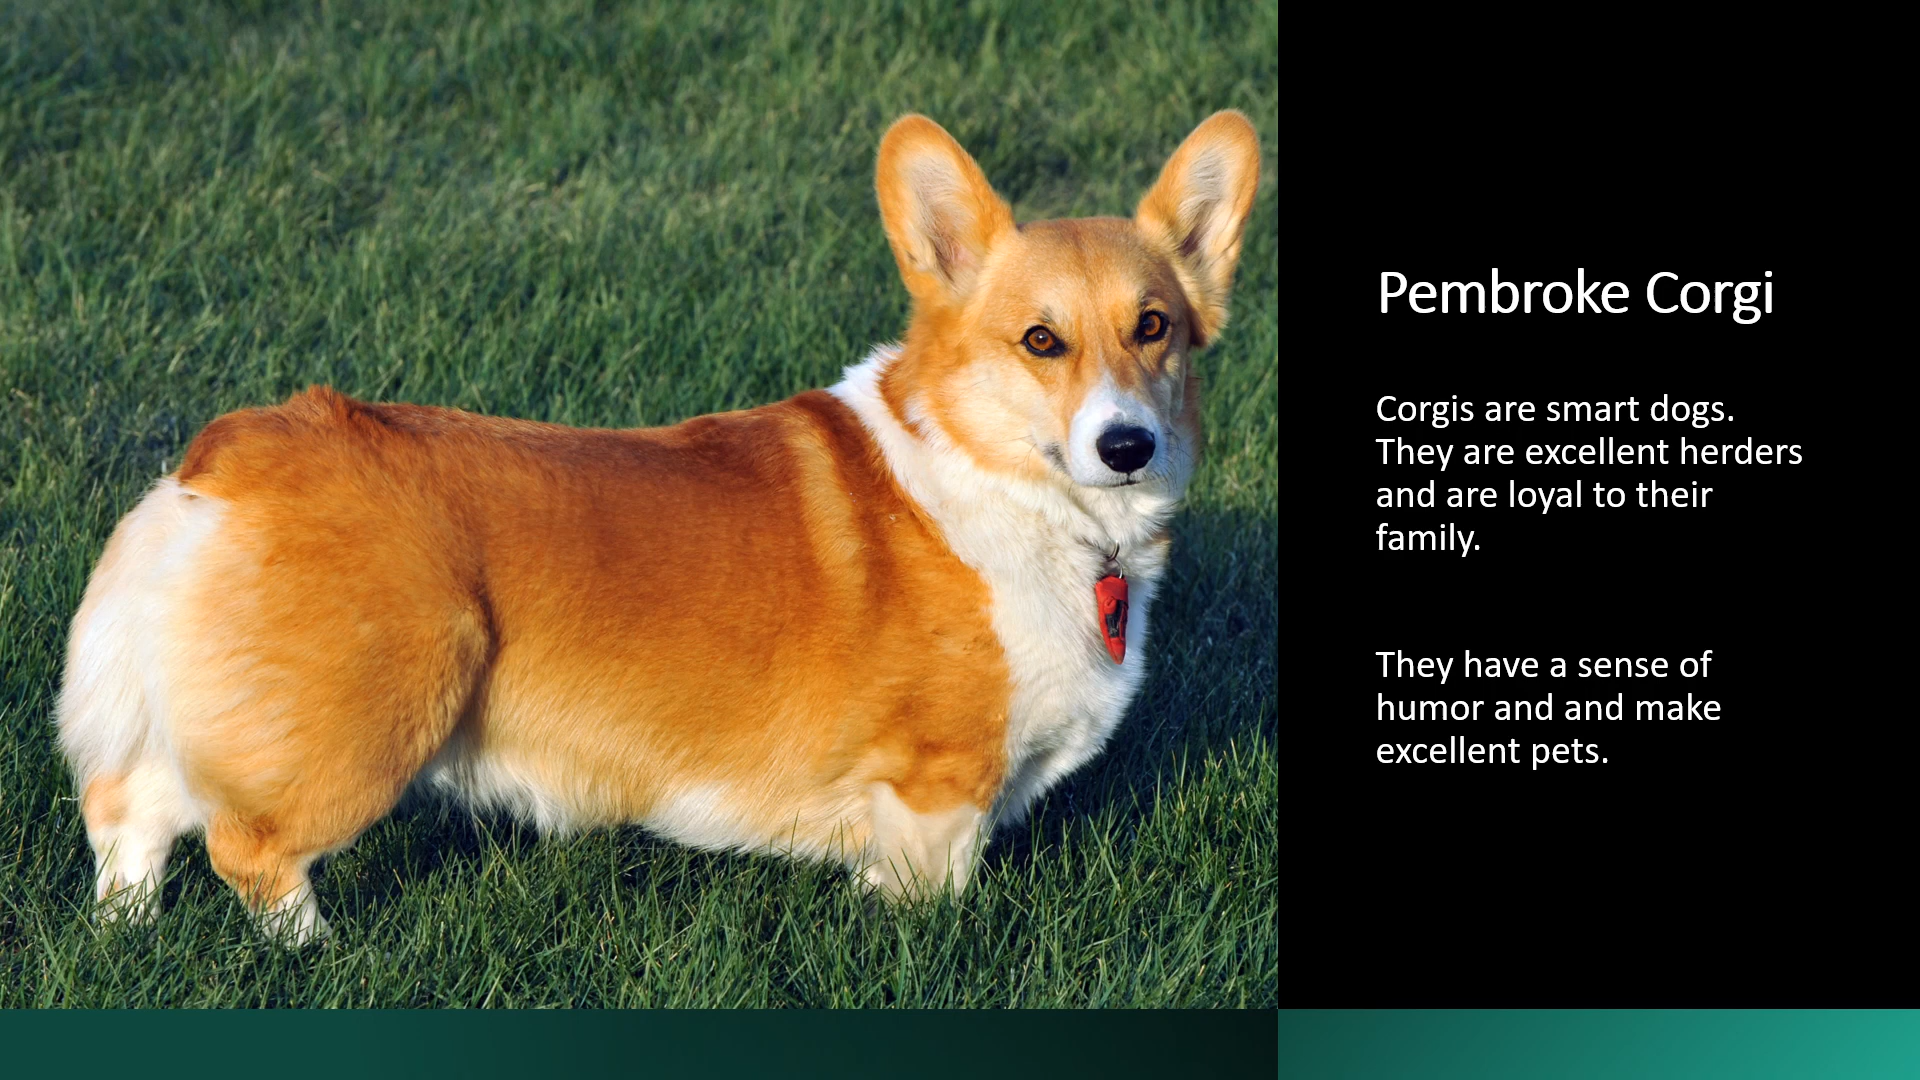 Pembroke Corgi
Corgis are smart dogs.
They are excellent herders
and are loyal to their
family.
They have a sense of
humor and and make
excellent pets.